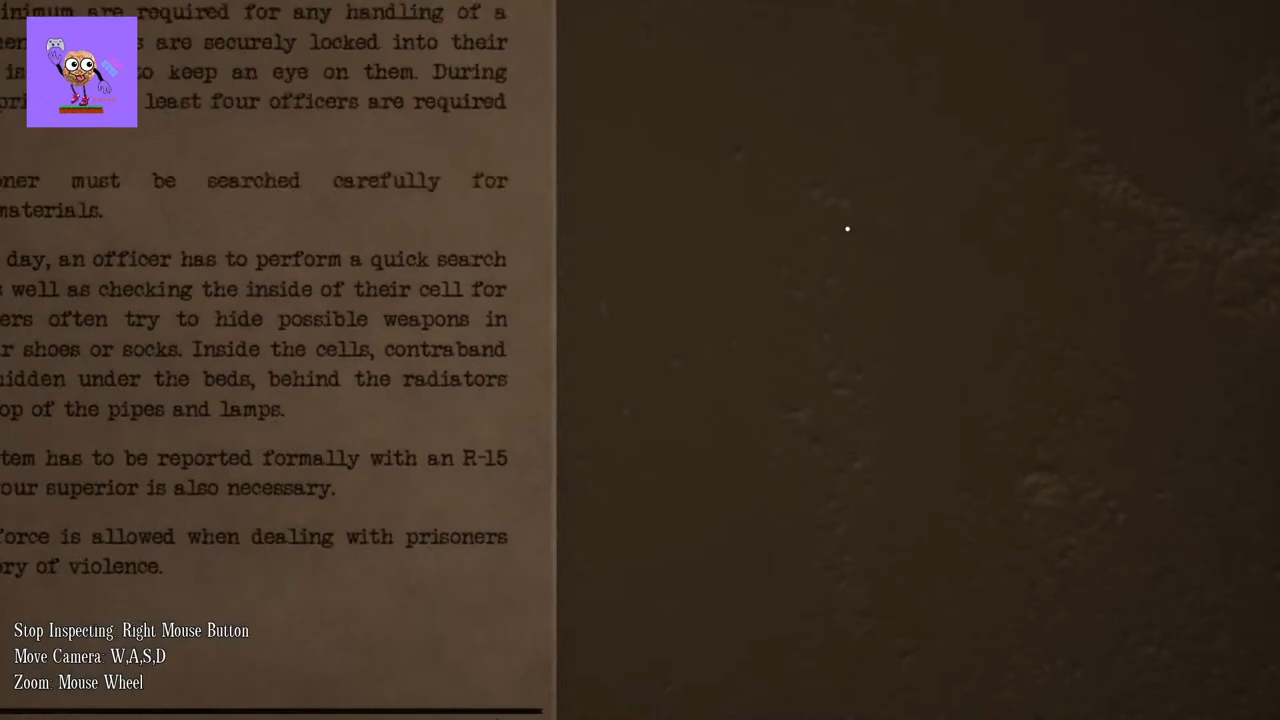 inimum are required for any handling of a
are securely locked into their
is to keep an eye on them. During
least four officers are required
oner must be searched carefully for
materials.
day, an officer has to perform a quick search
s well as checking the inside of their cell for
ers often try to hide possible weapons in
r shoes or socks. Inside the cells, contraband
hidden under the beds, behind the radiators
op of the pipes and lamps.
tem has to be reported formally with an R-15
our superior is also necessary.
force is allowed when dealing with prisoners
ory of violence.
Stop Inspecting: Right Mouse Button
Move Camera: W,A,S,D
Zoom: Mouse Wheel